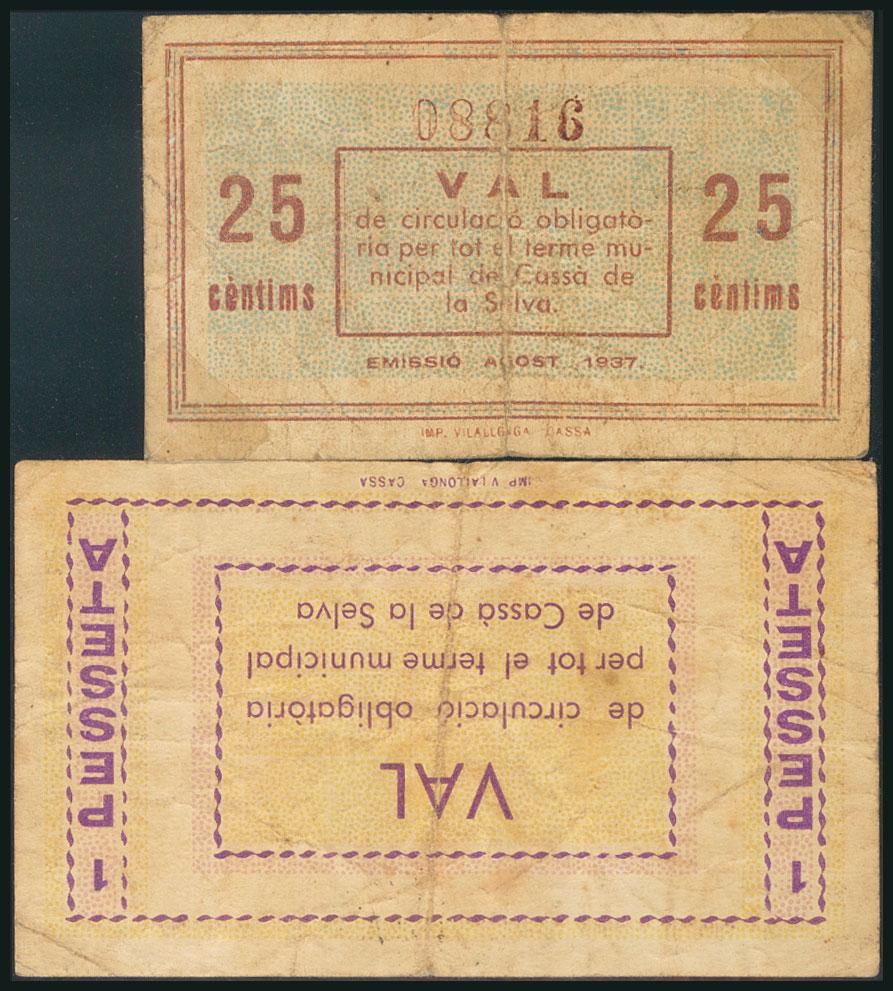 08816
VAL
de circulació obligatò-
ria per tot el terme mu-
nicipal de Cassà de
la Selva.
25
cèntims
25
cèntims
EMISSIÓ AGOST 1937.
IMP. VILALLONGA CASSA
VAL
de circulació obligatòria
per tot el terme municipal
de Cassà de la Selva
1 PESSETA
1 PESSETA
IMP VILALLONGA CASSA